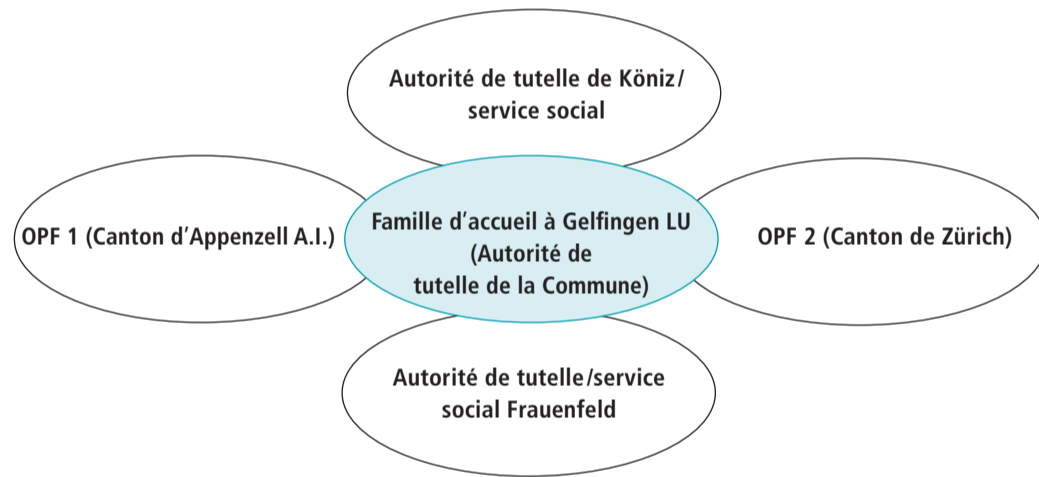 Autorité de tutelle de Köniz/
service social
OPF 1 (Canton d'Appenzell A.I.)
Famille d'accueil à Gelfingen LU
(Autorité de
tutelle de la Commune)
OPF 2 (Canton de Zürich)
Autorité de tutelle/service
social Frauenfeld